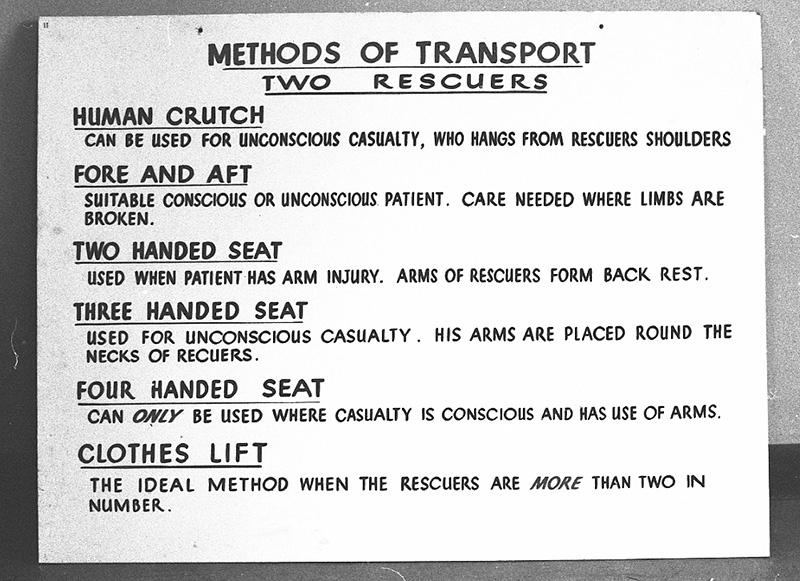 METHODS OF TRANSPORT
TWO RESCUERS
HUMAN CRUTCH
CAN BE USED FOR UNCONSCIOUS CASUALTY, WHO HANGS FROM RESCUERS SHOULDERS
FORE AND AFT
SUITABLE CONSCIOUS OR UNCONSCIOUS PATIENT. CARE NEEDED WHERE LIMBS ARE
BROKEN.
TWO HANDED SEAT
USED WHEN PATIENT HAS ARM INJURY. ARMS OF RESCUERS FORM BACK REST.
THREE HANDED SEAT
USED FOR UNCONSCIOUS CASUALTY. HIS ARMS ARE PLACED ROUND THE
NECKS OF RECUERS.
FOUR HANDED SEAT
CAN ONLY BE USED WHERE CASUALTY IS CONSCIOUS AND HAS USE OF ARMS.
CLOTHES LIFT
THE IDEAL METHOD WHEN THE RESCUERS ARE MORE THAN TWO IN
NUMBER.